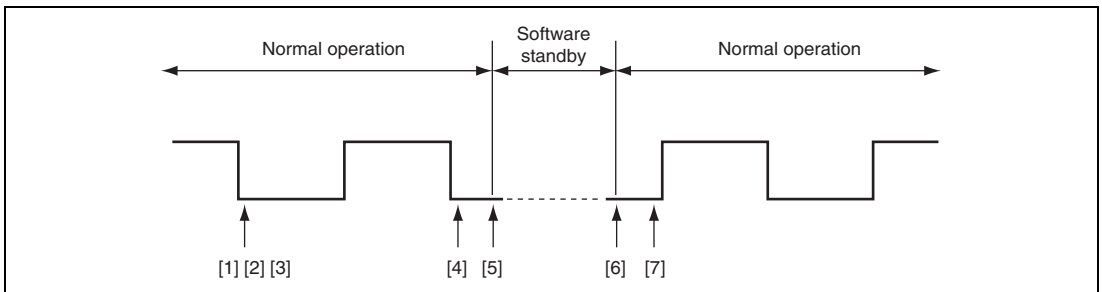 Normal operation
Software
standby
Normal operation
[1] [2] [3]
[4]
[5]
[6]
[7]